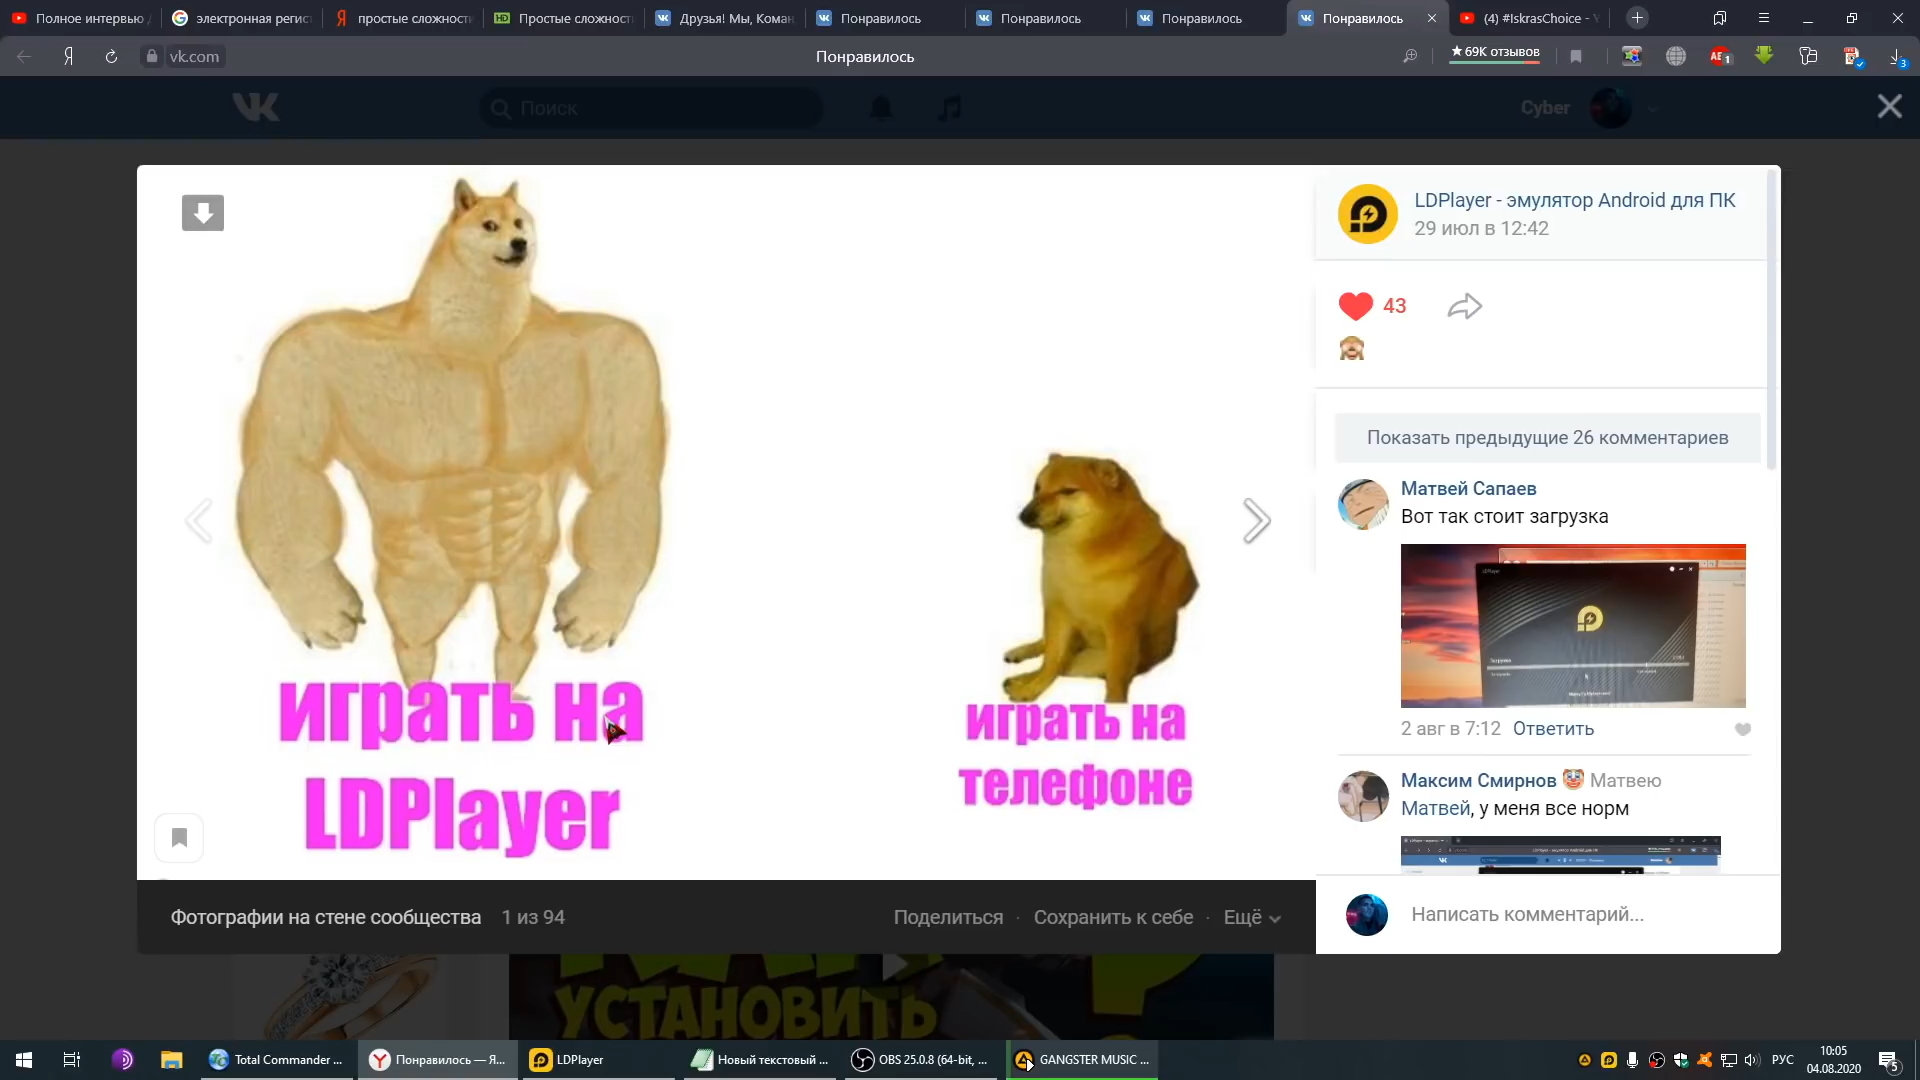 Полное интервью
электронная регист
простые сложности
Простые сложност
Друзья! Мы, Коман
Понравилось
Понравилось
Понравилось
Понравилось
(4) #IskrasChoice - Y
vk.com
Понравилось
★ 69K отзывов
Поиск
Cyber
играть на
LDPlayer
играть на
телефоне
LDPlayer - эмулятор Android для ПК
29 июл в 12:42
43
Показать предыдущие 26 комментариев
Матвей Сапаев
Вот так стоит загрузка
2 авг в 7:12 Ответить
Максим Смирнов Матвею
Матвей, у меня все норм
Написать комментарий...
Фотографии на стене сообщества 1 из 94
Поделиться · Сохранить к себе · Ещё
УСТАНОВИТЬ
Total Commander ...
Понравилось — Я...
LDPlayer
Новый текстовый ...
OBS 25.0.8 (64-bit, ...
GANGSTER MUSIC ...
РУС
10:05
04.08.2020
5